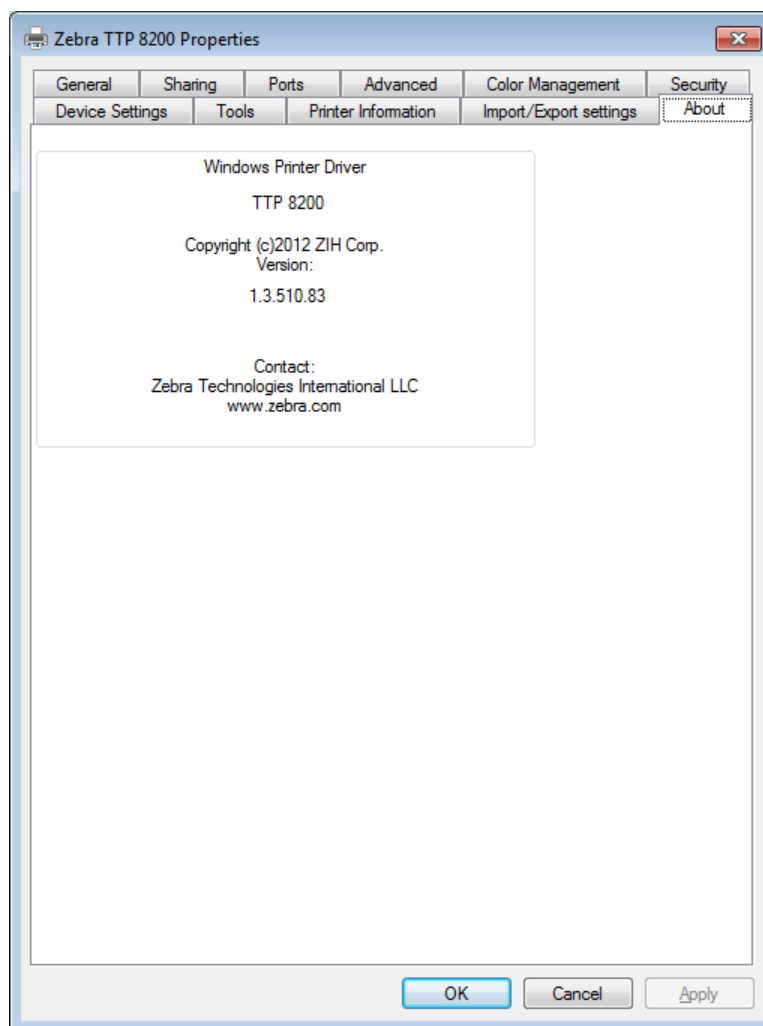 Zebra TTP 8200 Properties
General Sharing Ports Advanced Color Management Security
Device Settings Tools Printer Information Import/Export settings About
Windows Printer Driver
TTP 8200
Copyright (c)2012 ZIH Corp.
Version:
1.3.510.83
Contact:
Zebra Technologies International LLC
www.zebra.com
OK Cancel Apply